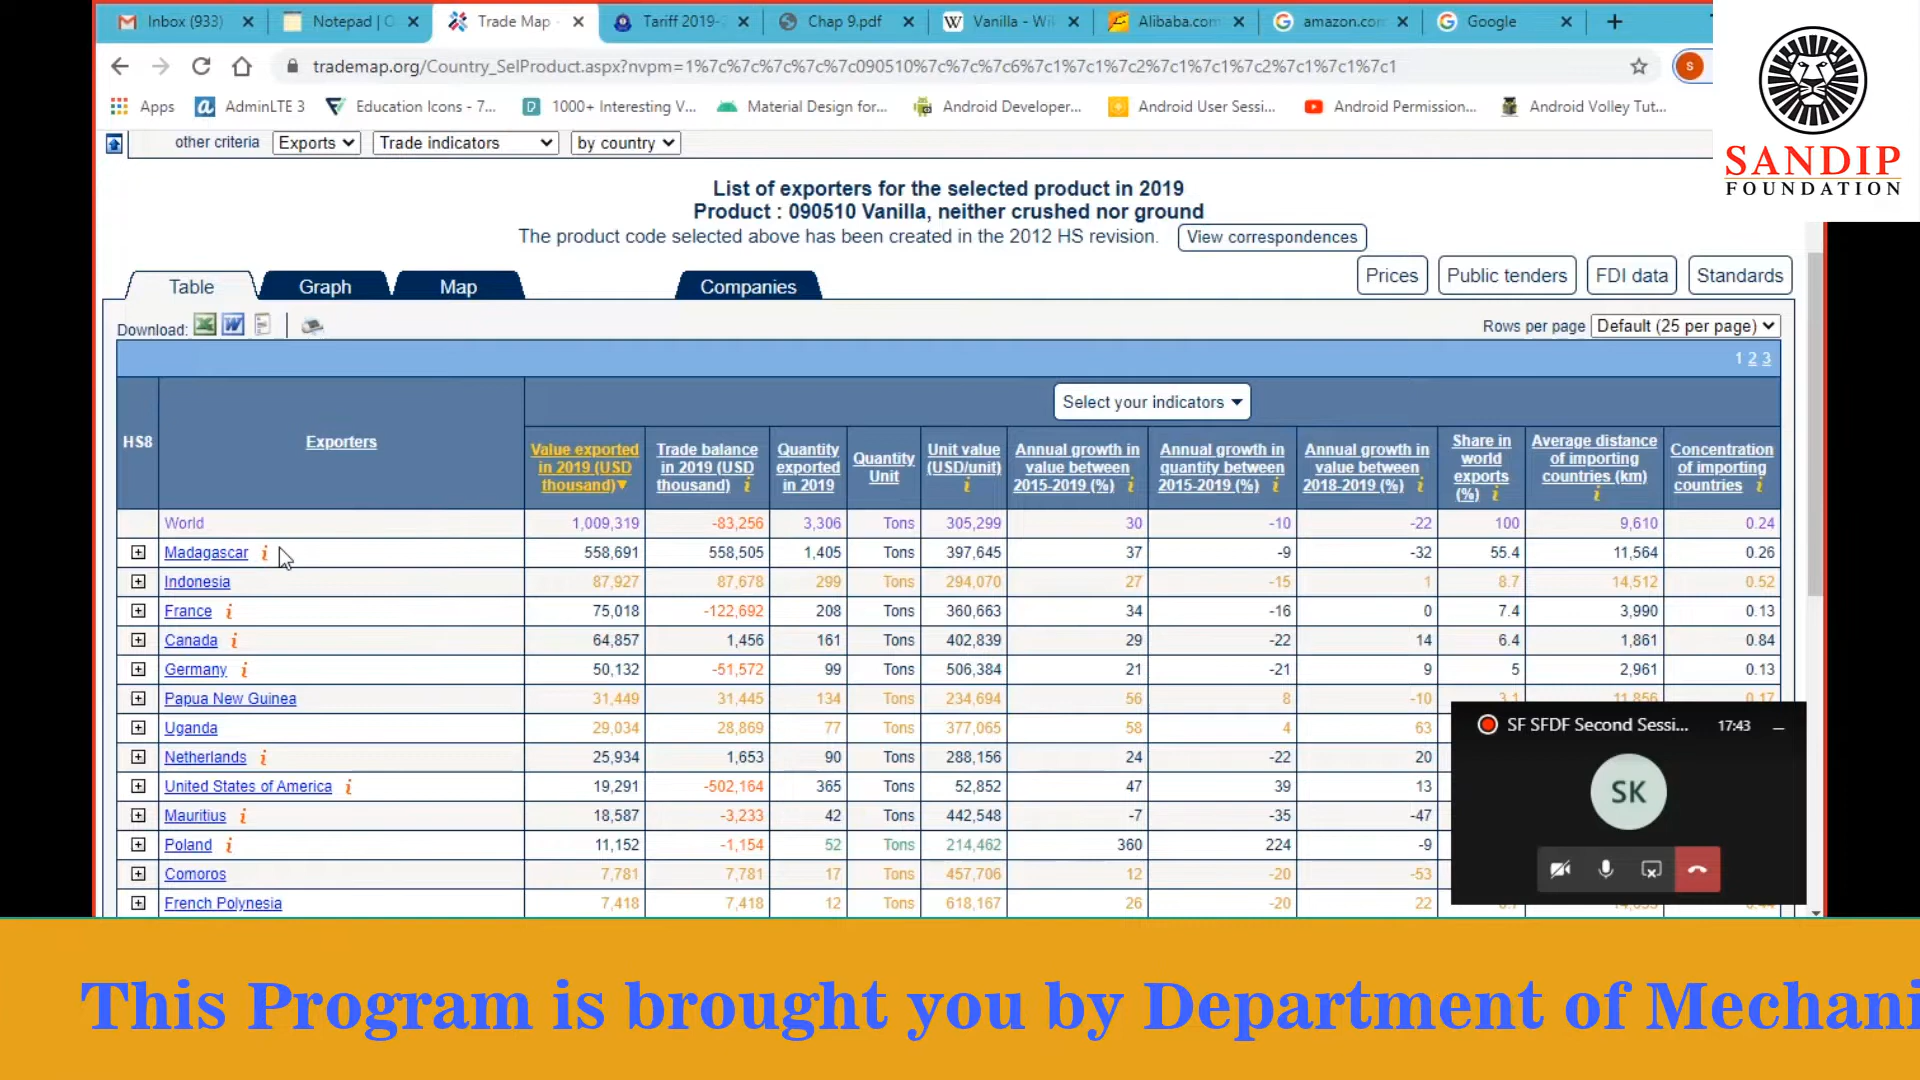 Inbox (933)
Notepad | O
Trade Map -
Tariff 2019-
Chap 9.pdf
Vanilla - Wi
Alibaba.com
amazon.com
Google
trademap.org/Country_SelProduct.aspx?nvpm=1%7c%7c%7c%7c%7c090510%7c%7c%7c6%7c1%7c1%7c2%7c1%7c1%7c2%7c1%7c1%7c1
S
Apps
AdminLTE 3
Education Icons - 7...
1000+ Interesting V...
Material Design for...
Android Developer...
Android User Sessi...
Android Permission...
Android Volley Tut...
SANDIP
FOUNDATION
other criteria Exports Trade indicators by country
List of exporters for the selected product in 2019
Product : 090510 Vanilla, neither crushed nor ground
The product code selected above has been created in the 2012 HS revision. View correspondences
Table Graph Map Companies
Prices Public tenders FDI data Standards
Download:
Rows per page Default (25 per page)
1 2 3
Select your indicators
HS8
Exporters
Value exported in 2019 (USD thousand)
Trade balance in 2019 (USD thousand) i
Quantity exported in 2019
Quantity Unit
Unit value (USD/unit) i
Annual growth in value between 2015-2019 (%) i
Annual growth in quantity between 2015-2019 (%) i
Annual growth in value between 2018-2019 (%) i
Share in world exports (%) i
Average distance of importing countries (km) i
Concentration of importing countries i
World 1,009,319 -83,256 3,306 Tons 305,299 30 -10 -22 100 9,610 0.24
Madagascar i 558,691 558,505 1,405 Tons 397,645 37 -9 -32 55.4 11,564 0.26
Indonesia 87,927 87,678 299 Tons 294,070 27 -15 1 8.7 14,512 0.52
France i 75,018 -122,692 208 Tons 360,663 34 -16 0 7.4 3,990 0.13
Canada i 64,857 1,456 161 Tons 402,839 29 -22 14 6.4 1,861 0.84
Germany i 50,132 -51,572 99 Tons 506,384 21 -21 9 5 2,961 0.13
Papua New Guinea 31,449 31,445 134 Tons 234,694 56 8 -10 3.1 11,856 0.17
Uganda 29,034 28,869 77 Tons 377,065 58 4 63
Netherlands i 25,934 1,653 90 Tons 288,156 24 -22 20
United States of America i 19,291 -502,164 365 Tons 52,852 47 39 13
Mauritius i 18,587 -3,233 42 Tons 442,548 -7 -35 -47
Poland i 11,152 -1,154 52 Tons 214,462 360 224 -9
Comoros 7,781 7,781 17 Tons 457,706 12 -20 -53
French Polynesia 7,418 7,418 12 Tons 618,167 26 -20 22
SF SFDF Second Sessi... 17:43
SK
This Program is brought you by Department of Mechani